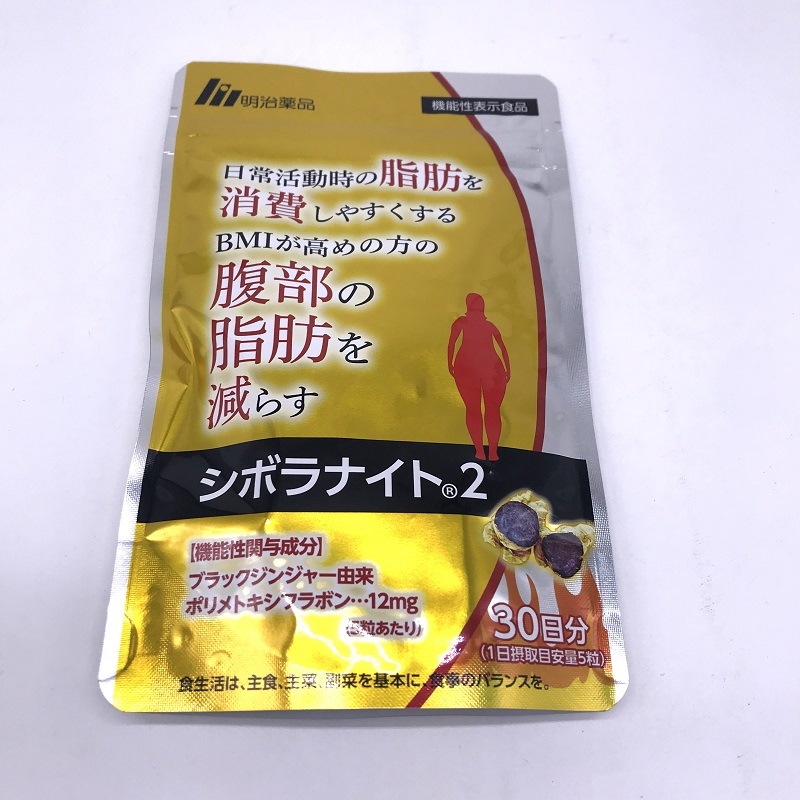 明治薬品
機能性表示食品
日常活動時の脂肪を
消費しやすくする
BMIが高めの方の
腹部の
脂肪を
減らす
シボラナイト®2
【機能性関与成分】
ブラックジンジャー由来
ポリメトキシフラボン…12mg
(5粒あたり)
30日分
(1日摂取目安量5粒)
食生活は、主食、主菜、副菜を基本に、食事のバランスを。